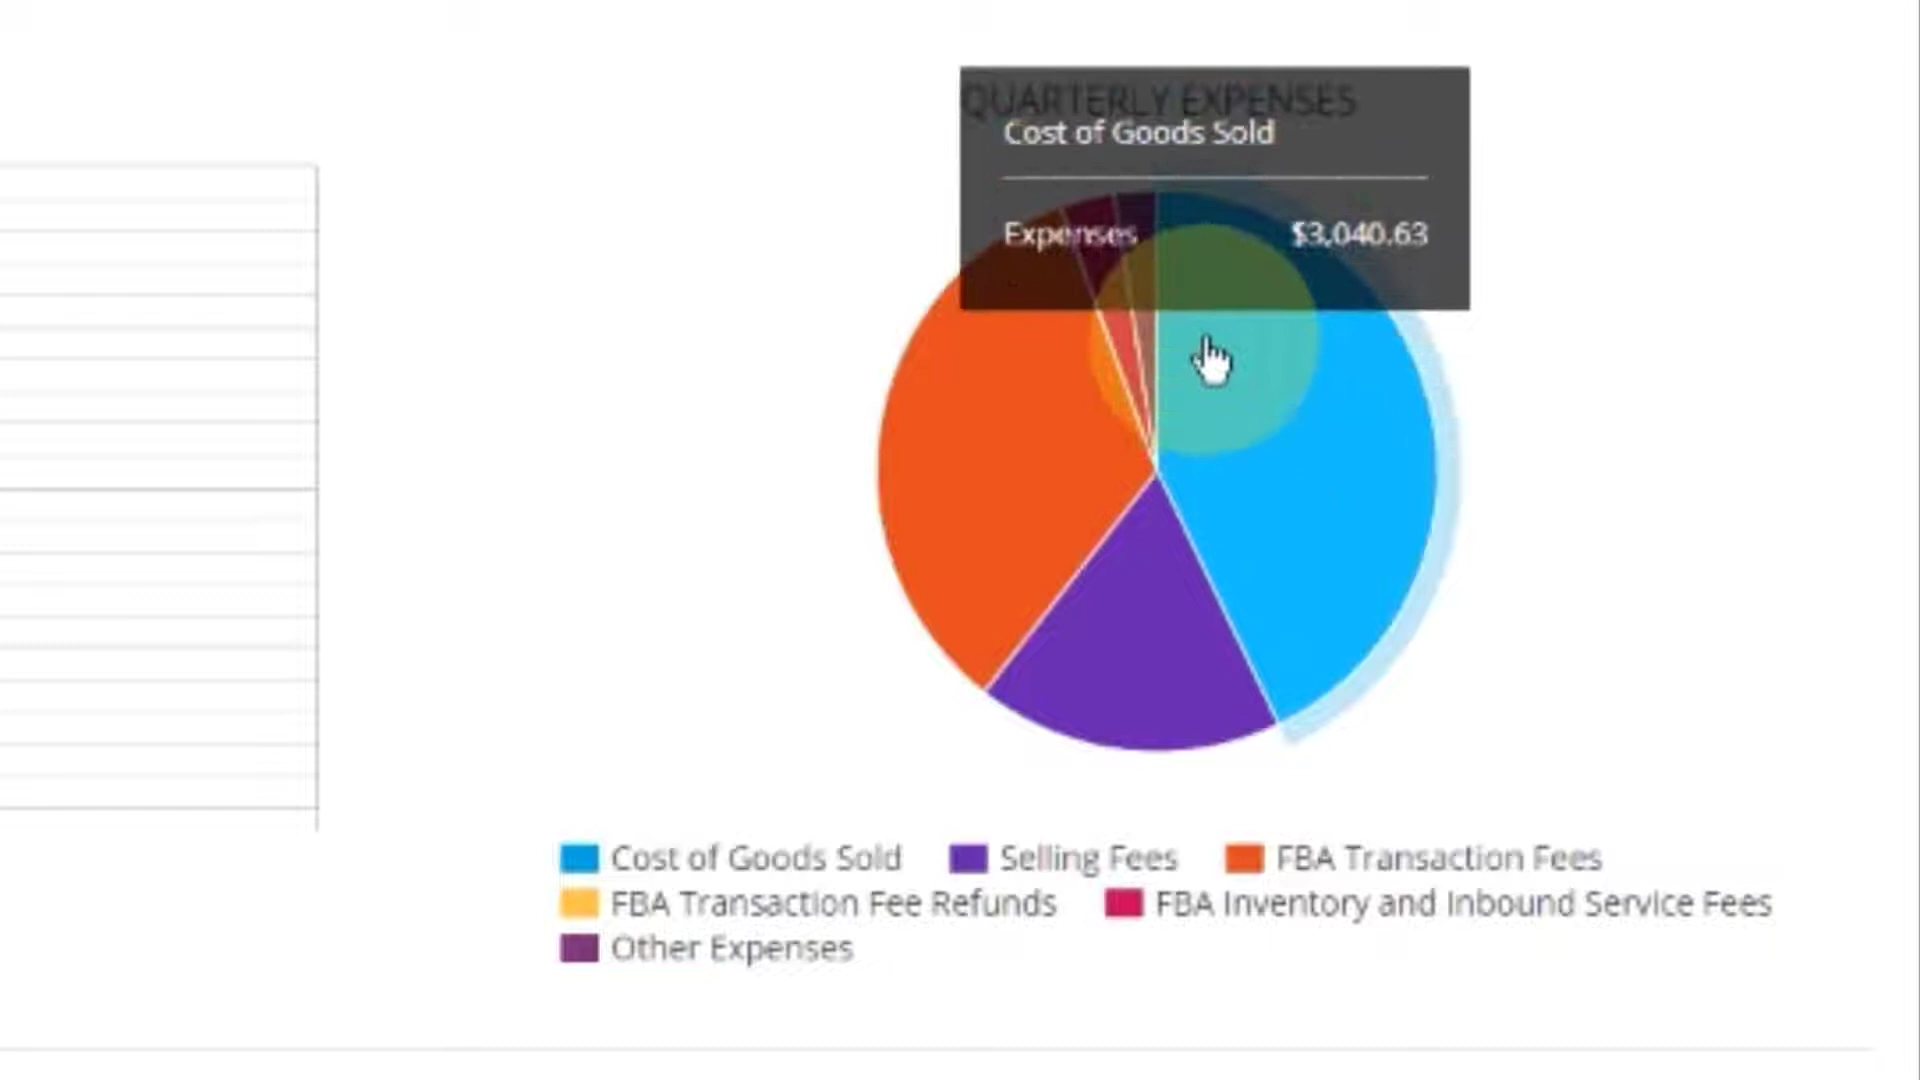 QUARTERLY EXPENSES
Cost of Goods Sold
Expenses $3,040.63
Cost of Goods Sold Selling Fees FBA Transaction Fees
FBA Transaction Fee Refunds FBA Inventory and Inbound Service Fees
Other Expenses